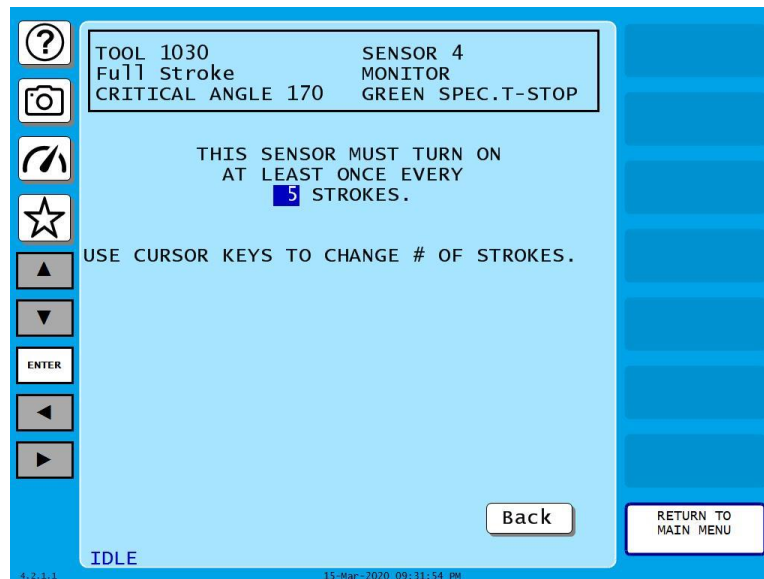 ?
TOOL 1030 SENSOR 4
Full Stroke MONITOR
CRITICAL ANGLE 170 GREEN SPEC.T-STOP
THIS SENSOR MUST TURN ON
AT LEAST ONCE EVERY
5 STROKES.
USE CURSOR KEYS TO CHANGE # OF STROKES.
ENTER
Back
RETURN TO
MAIN MENU
IDLE
4.2.1.1 15-Mar-2020 09:31:54 PM